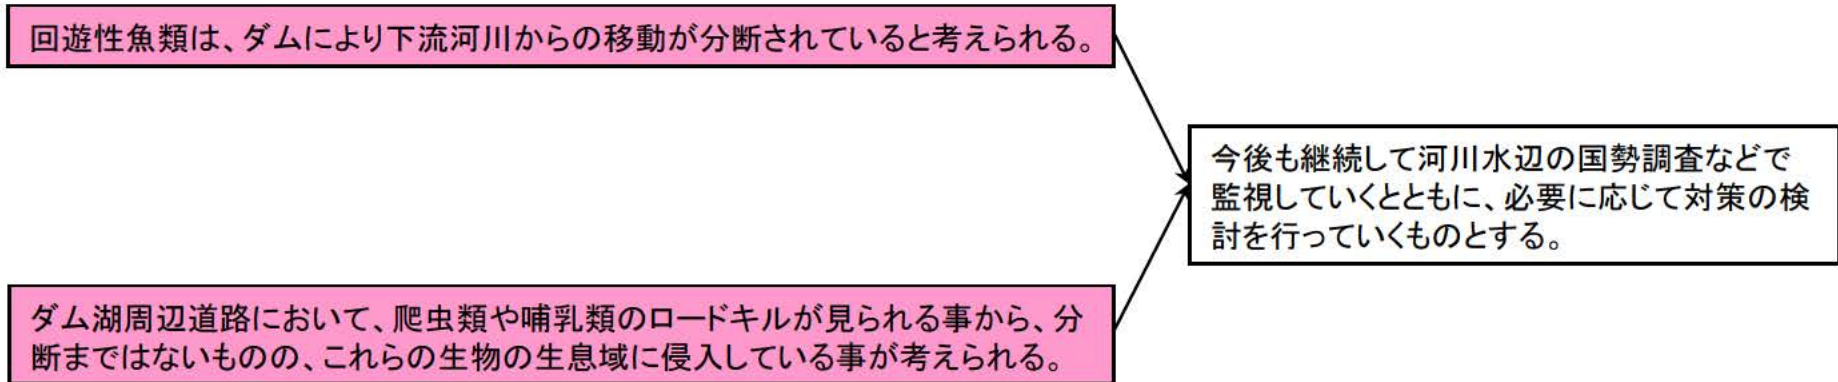 回遊性魚類は、ダムにより下流河川からの移動が分断されていると考えられる。
今後も継続して河川水辺の国勢調査などで
監視していくとともに、必要に応じて対策の検
討を行っていくものとする。
ダム湖周辺道路において、爬虫類や哺乳類のロードキルが見られる事から、分
断まではないものの、これらの生物の生息域に侵入している事が考えられる。